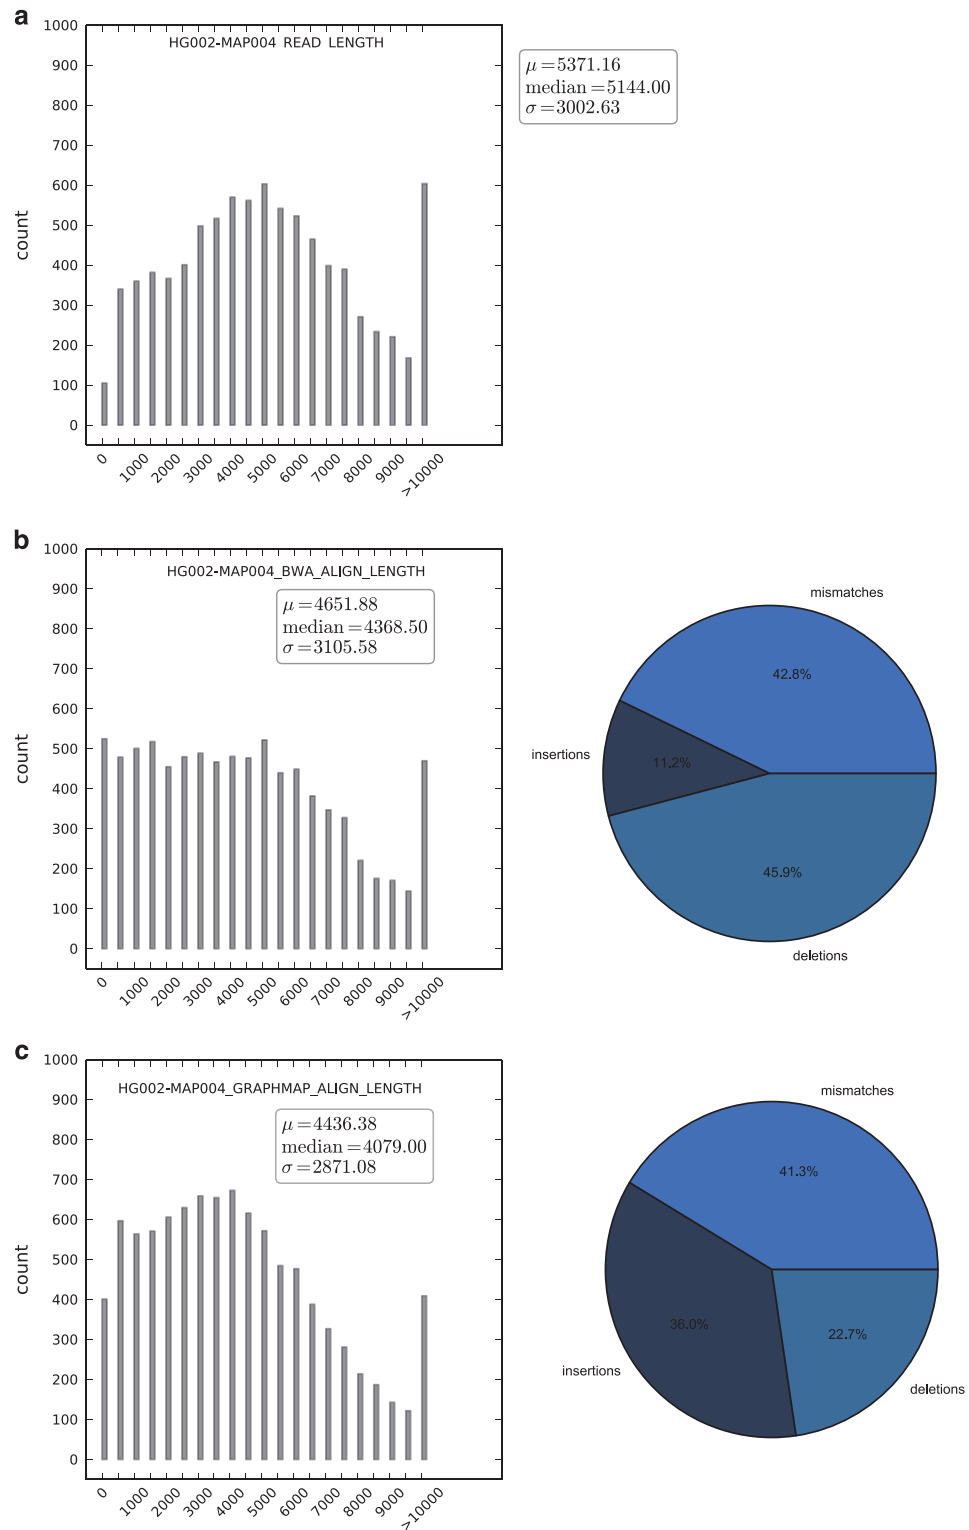 a
HG002-MAP004 READ LENGTH
μ=5371.16
median=5144.00
σ=3002.63
1000
900
800
700
600
500
400
300
200
100
0
count
0 1000 2000 3000 4000 5000 6000 7000 8000 9000 >10000
b
HG002-MAP004_BWA_ALIGN_LENGTH
μ=4651.88
median=4368.50
σ=3105.58
1000
900
800
700
600
500
400
300
200
100
0
count
0 1000 2000 3000 4000 5000 6000 7000 8000 9000 >10000
mismatches
42.8%
insertions
11.2%
45.9%
deletions
c
HG002-MAP004_GRAPHMAP_ALIGN_LENGTH
μ=4436.38
median=4079.00
σ=2871.08
1000
900
800
700
600
500
400
300
200
100
0
count
0 1000 2000 3000 4000 5000 6000 7000 8000 9000 >10000
mismatches
41.3%
36.0%
22.7%
insertions
deletions